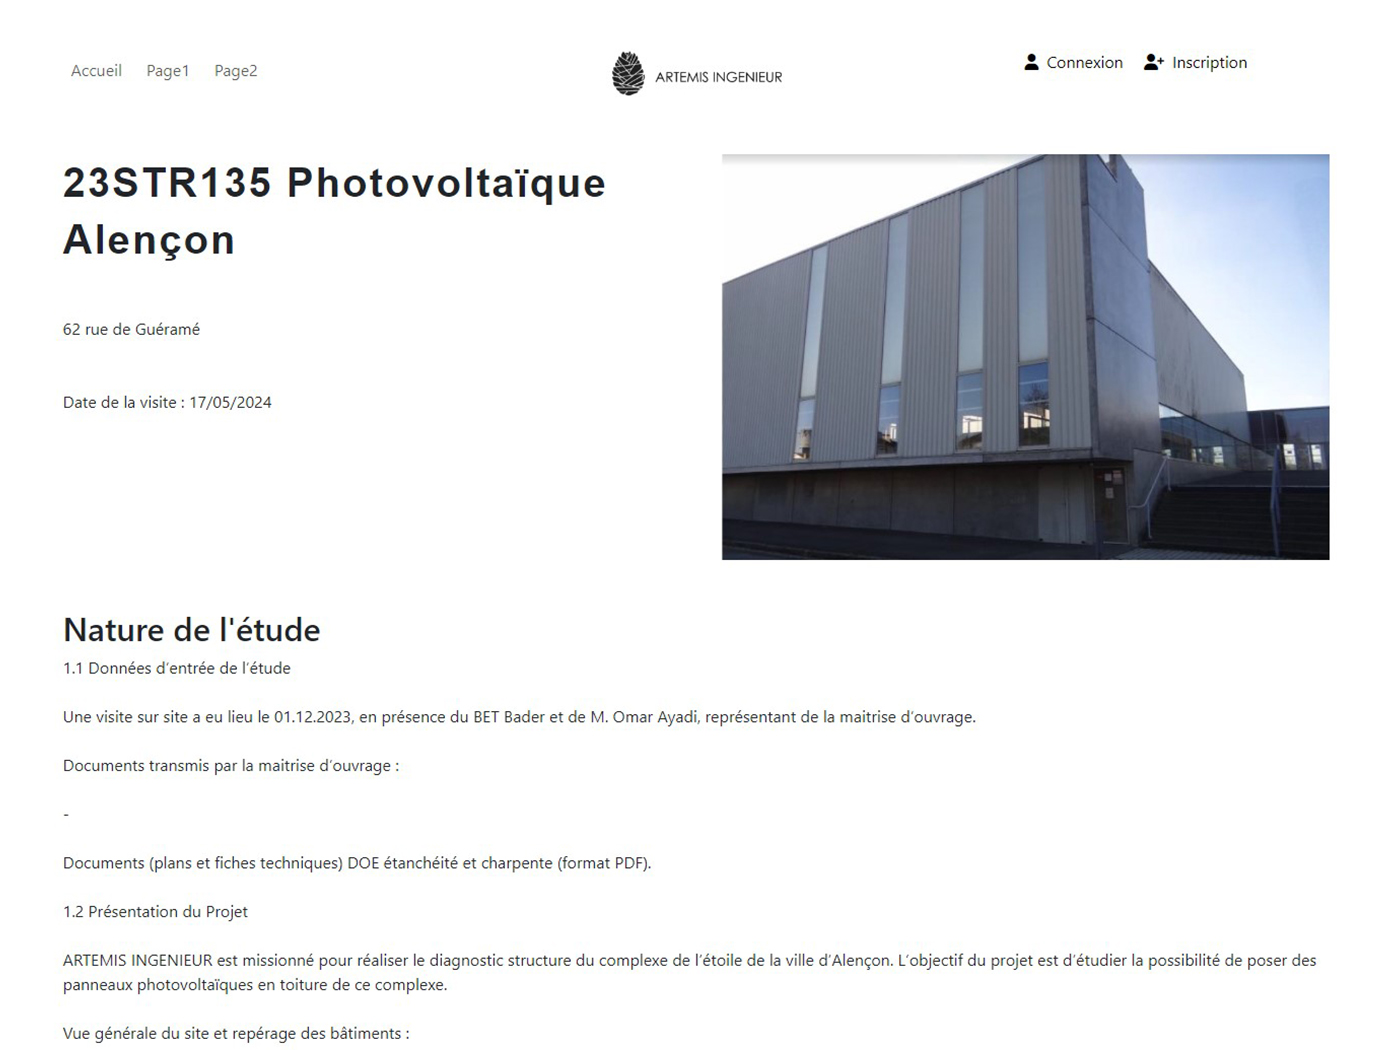 Accueil Page1 Page2
ARTEMIS INGENIEUR
Connexion Inscription
23STR135 Photovoltaïque
Alençon
62 rue de Guéramé
Date de la visite : 17/05/2024
Nature de l'étude
1.1 Données d’entrée de l’étude
Une visite sur site a eu lieu le 01.12.2023, en présence du BET Bader et de M. Omar Ayadi, représentant de la maitrise d’ouvrage.
Documents transmis par la maitrise d’ouvrage :
-
Documents (plans et fiches techniques) DOE étanchéité et charpente (format PDF).
1.2 Présentation du Projet
ARTEMIS INGENIEUR est missionné pour réaliser le diagnostic structure du complexe de l’étoile de la ville d’Alençon. L’objectif du projet est d’étudier la possibilité de poser des
panneaux photovoltaïques en toiture de ce complexe.
Vue générale du site et repérage des bâtiments :